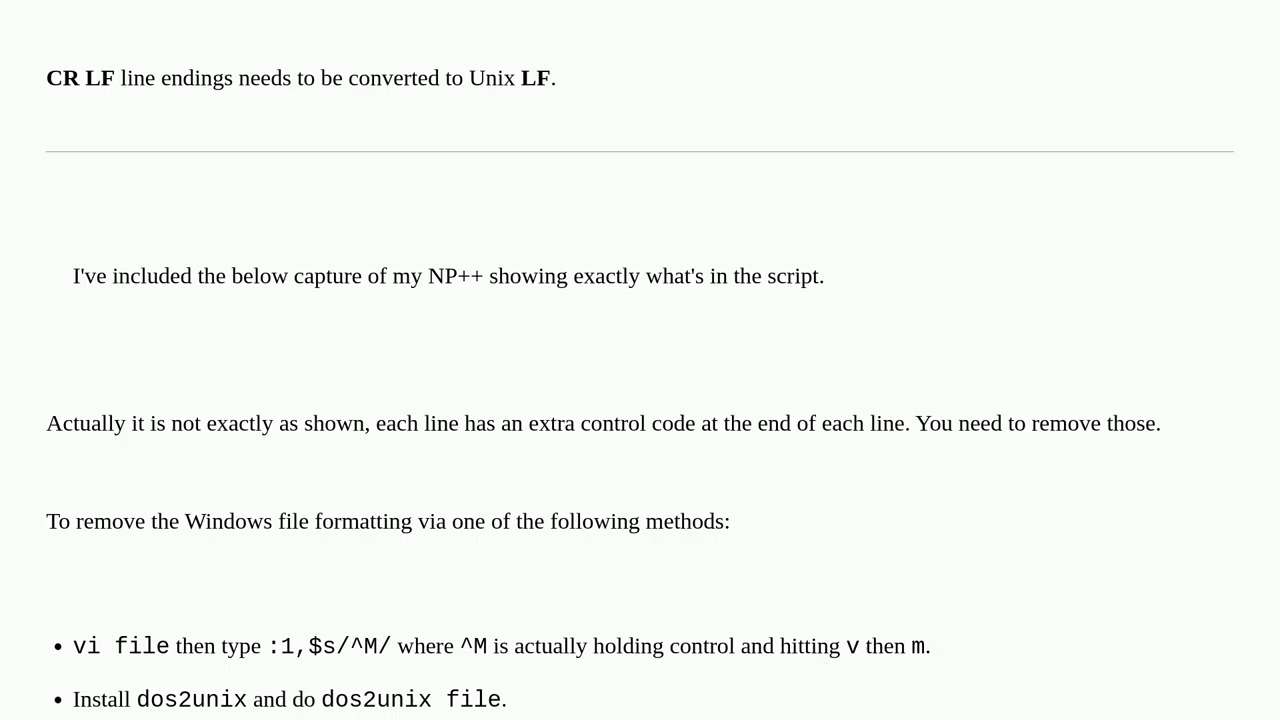 CR LF line endings needs to be converted to Unix LF.
I've included the below capture of my NP++ showing exactly what's in the script.
Actually it is not exactly as shown, each line has an extra control code at the end of each line. You need to remove those.
To remove the Windows file formatting via one of the following methods:
• vi file then type :1,$s/^M/ where ^M is actually holding control and hitting v then m.
• Install dos2unix and do dos2unix file.